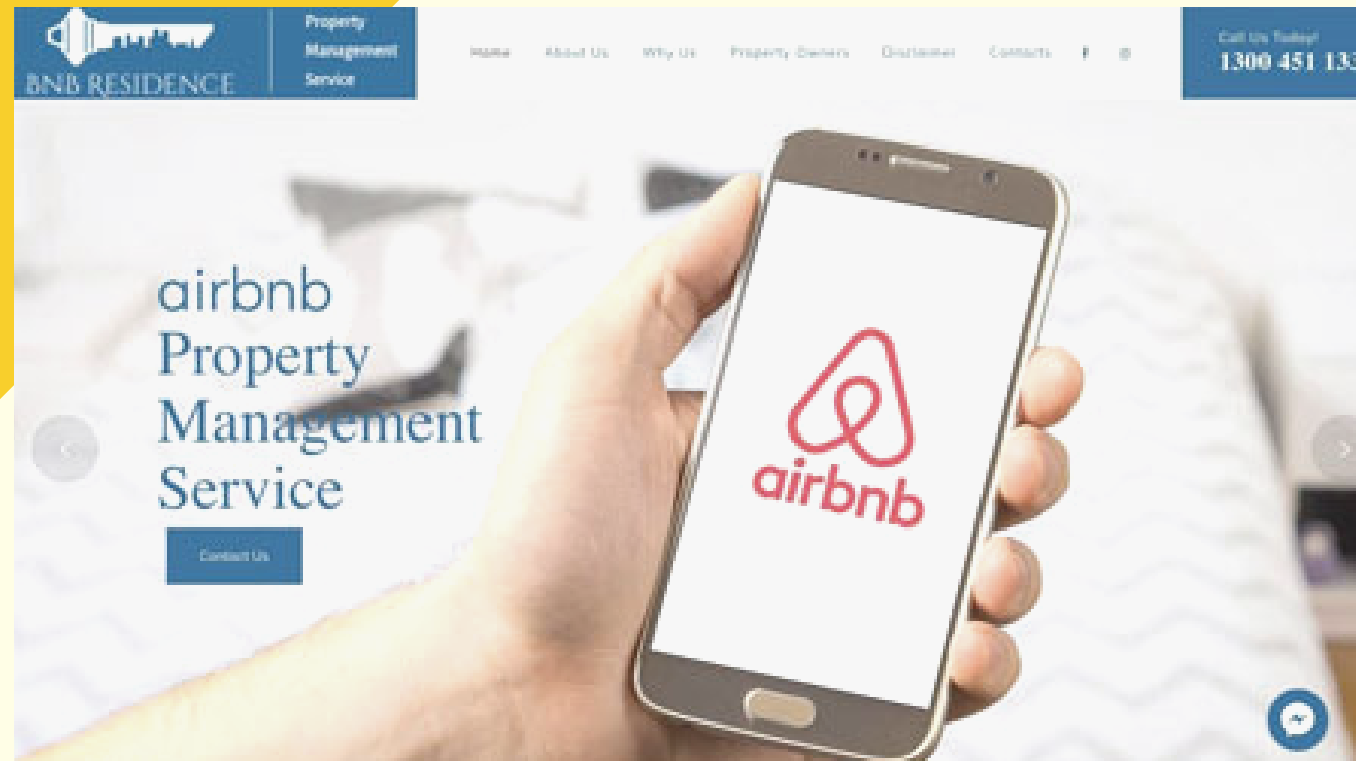 BNB RESIDENCE
Property
Management
Service
Home About Us Why Us Property Owners Disclaimer Contacts
Call Us Today!
1300 451 133
airbnb
Property
Management
Service
Contact Us
airbnb